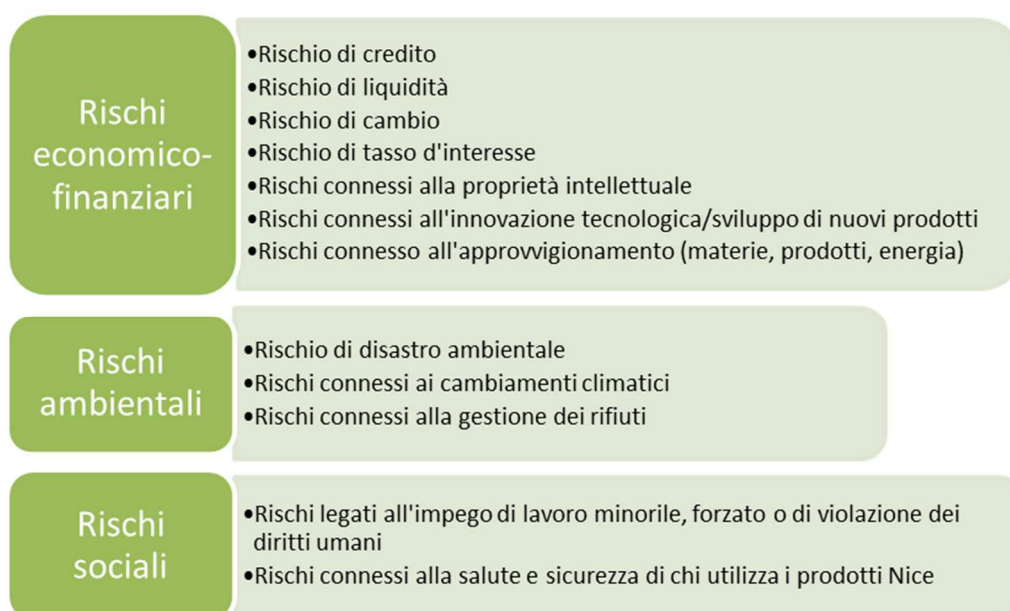 Rischi
economico-
finanziari
•Rischio di credito
•Rischio di liquidità
•Rischio di cambio
•Rischio di tasso d'interesse
•Rischi connessi alla proprietà intellettuale
•Rischi connessi all'innovazione tecnologica/sviluppo di nuovi prodotti
•Rischi connesso all'approvvigionamento (materie, prodotti, energia)
Rischi
ambientali
•Rischio di disastro ambientale
•Rischi connessi ai cambiamenti climatici
•Rischi connessi alla gestione dei rifiuti
Rischi
sociali
•Rischi legati all'impego di lavoro minorile, forzato o di violazione dei
diritti umani
•Rischi connessi alla salute e sicurezza di chi utilizza i prodotti Nice